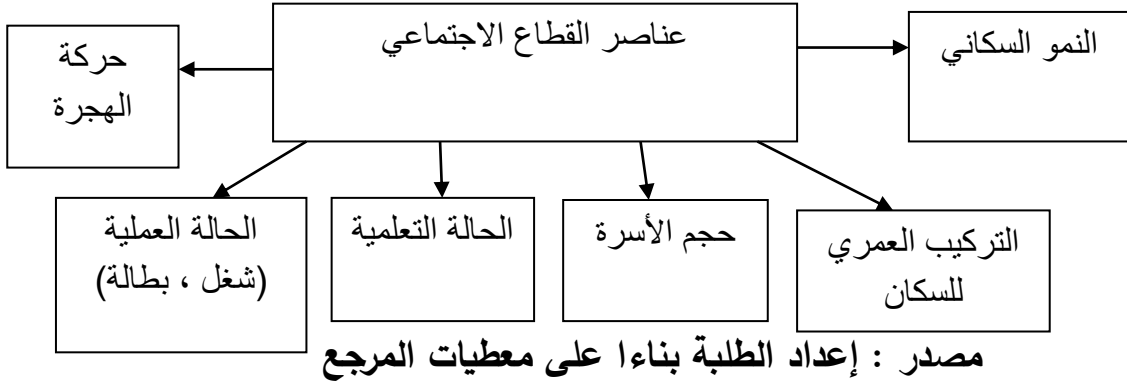 عناصر القطاع الاجتماعي
النمو السكاني
حركة
الهجرة
التركيب العمري
للسكان
حجم الأسرة
الحالة التعلمية
الحالة العملية
(شغل ، بطالة)
مصدر : إعداد الطلبة بناءا على معطيات المرجع